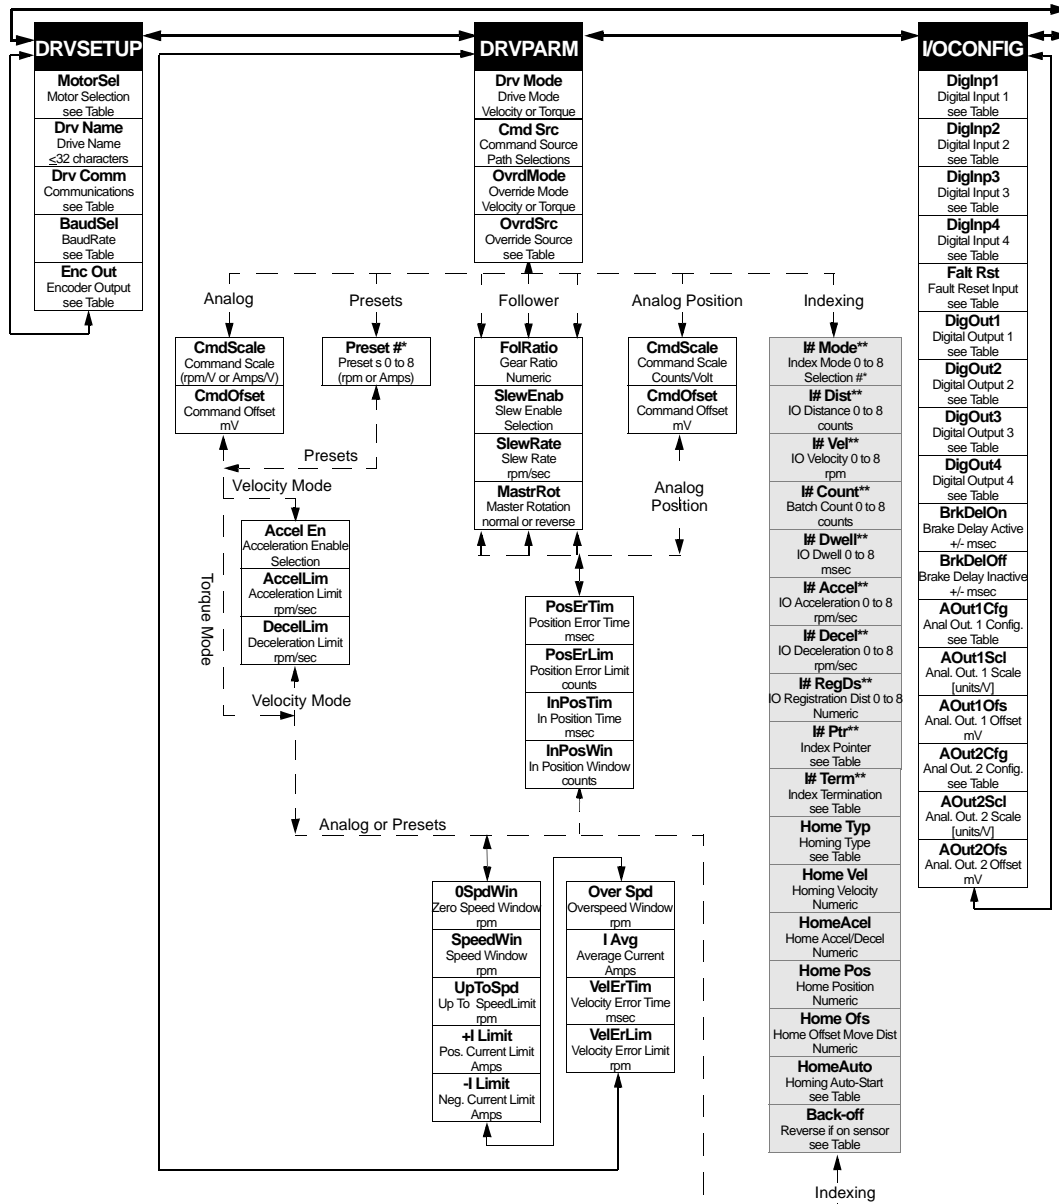 DRVSETUP
MotorSel
Motor Selection
see Table
Drv Name
Drive Name
≤32 characters
Drv Comm
Communications
see Table
BaudSel
BaudRate
see Table
Enc Out
Encoder Output
see Table
DRVPARM
Drv Mode
Drive Mode
Velocity or Torque
Cmd Src
Command Source
Path Selections
OvrdMode
Override Mode
Velocity or Torque
OvrdSrc
Override Source
see Table
Analog
Presets
Follower
Analog Position
Indexing
CmdScale
Command Scale
(rpm/V or Amps/V)
CmdOfset
Command Offset
mV
Preset #*
Preset s 0 to 8
(rpm or Amps)
Presets
Velocity Mode
Accel En
Acceleration Enable
Selection
AccelLim
Acceleration Limit
rpm/sec
DecelLim
Deceleration Limit
rpm/sec
Torque Mode
Velocity Mode
Analog or Presets
FolRatio
Gear Ratio
Numeric
SlewEnab
Slew Enable
Selection
SlewRate
Slew Rate
rpm/sec
MastrRot
Master Rotation
normal or reverse
CmdScale
Command Scale
Counts/Volt
CmdOfset
Command Offset
mV
Analog
Position
PosErTim
Position Error Time
msec
PosErLim
Position Error Limit
counts
InPosTim
In Position Time
msec
InPosWin
In Position Window
counts
0SpdWin
Zero Speed Window
rpm
SpeedWin
Speed Window
rpm
UpToSpd
Up To SpeedLimit
rpm
+I Limit
Pos. Current Limit
Amps
-I Limit
Neg. Current Limit
Amps
Over Spd
Overspeed Window
rpm
I Avg
Average Current
Amps
VelErTim
Velocity Error Time
msec
VelErLim
Velocity Error Limit
rpm
I# Mode**
Index Mode 0 to 8
Selection #*
I# Dist**
IO Distance 0 to 8
counts
I# Vel**
IO Velocity 0 to 8
rpm
I# Count**
Batch Count 0 to 8
counts
I# Dwell**
IO Dwell 0 to 8
msec
I# Accel**
IO Acceleration 0 to 8
rpm/sec
I# Decel**
IO Deceleration 0 to 8
rpm/sec
I# RegDs**
IO Registration Dist 0 to 8
Numeric
I# Ptr**
Index Pointer
see Table
I# Term**
Index Termination
see Table
Home Typ
Homing Type
see Table
Home Vel
Homing Velocity
Numeric
HomeAcel
Home Accel/Decel
Numeric
Home Pos
Home Position
Numeric
Home Ofs
Home Offset Move Dist
Numeric
HomeAuto
Homing Auto-Start
see Table
Back-off
Reverse if on sensor
see Table
Indexing
I/OCONFIG
DigInp1
Digital Input 1
see Table
DigInp2
Digital Input 2
see Table
DigInp3
Digital Input 3
see Table
DigInp4
Digital Input 4
see Table
Falt Rst
Fault Reset Input
see Table
DigOut1
Digital Output 1
see Table
DigOut2
Digital Output 2
see Table
DigOut3
Digital Output 3
see Table
DigOut4
Digital Output 4
see Table
BrkDelOn
Brake Delay Active
+/- msec
BrkDelOff
Brake Delay Inactive
+/- msec
AOut1Cfg
Anal Out. 1 Config.
see Table
AOut1Scl
Anal. Out. 1 Scale
[units/V]
AOut1Ofs
Anal. Out. 1 Offset
mV
AOut2Cfg
Anal Out. 2 Config.
see Table
AOut2Scl
Anal. Out. 2 Scale
[units/V]
AOut2Ofs
Anal. Out. 2 Offset
mV